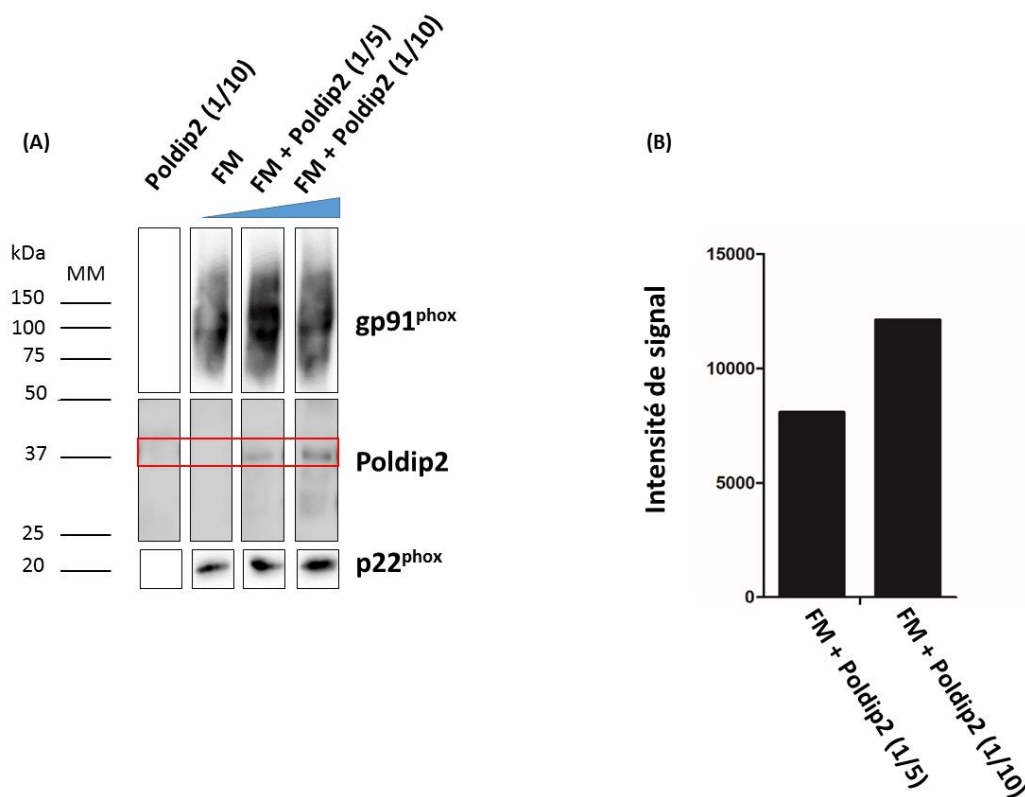 (A)
Poldip2 (1/10)
FM
FM + Poldip2 (1/5)
FM + Poldip2 (1/10)
kDa
MM
150
100
75
50
37
25
20
gp91phox
Poldip2
p22phox
(B)
Intensité de signal
15000
10000
5000
0
FM + Poldip2 (1/5)
FM + Poldip2 (1/10)